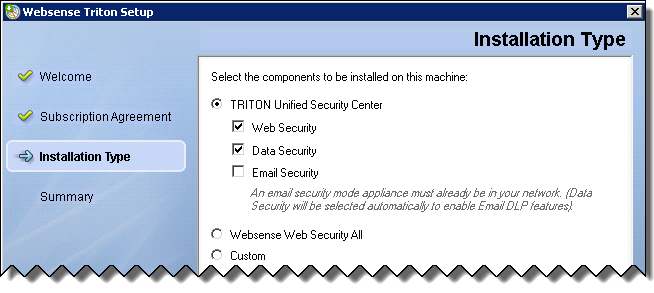 Websense Triton Setup
Installation Type
Welcome
Subscription Agreement
Installation Type
Summary
Select the components to be installed on this machine:
TRITON Unified Security Center
Web Security
Data Security
Email Security
An email security mode appliance must already be in your network. (Data
Security will be selected automatically to enable Email DLP features).
Websense Web Security All
Custom